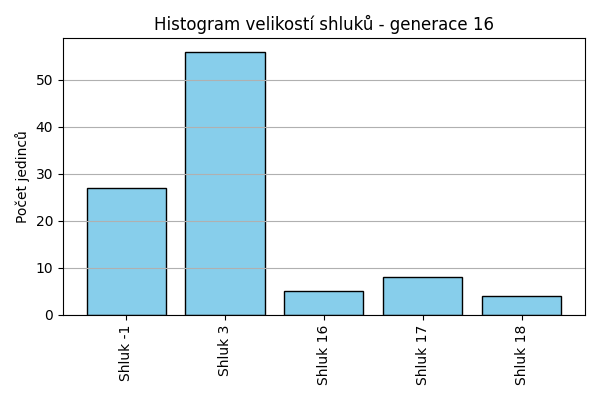 Histogram velikostí shluků - generace 16
Počet jedinců
50
40
30
20
10
0
Shluk -1
Shluk 3
Shluk 16
Shluk 17
Shluk 18